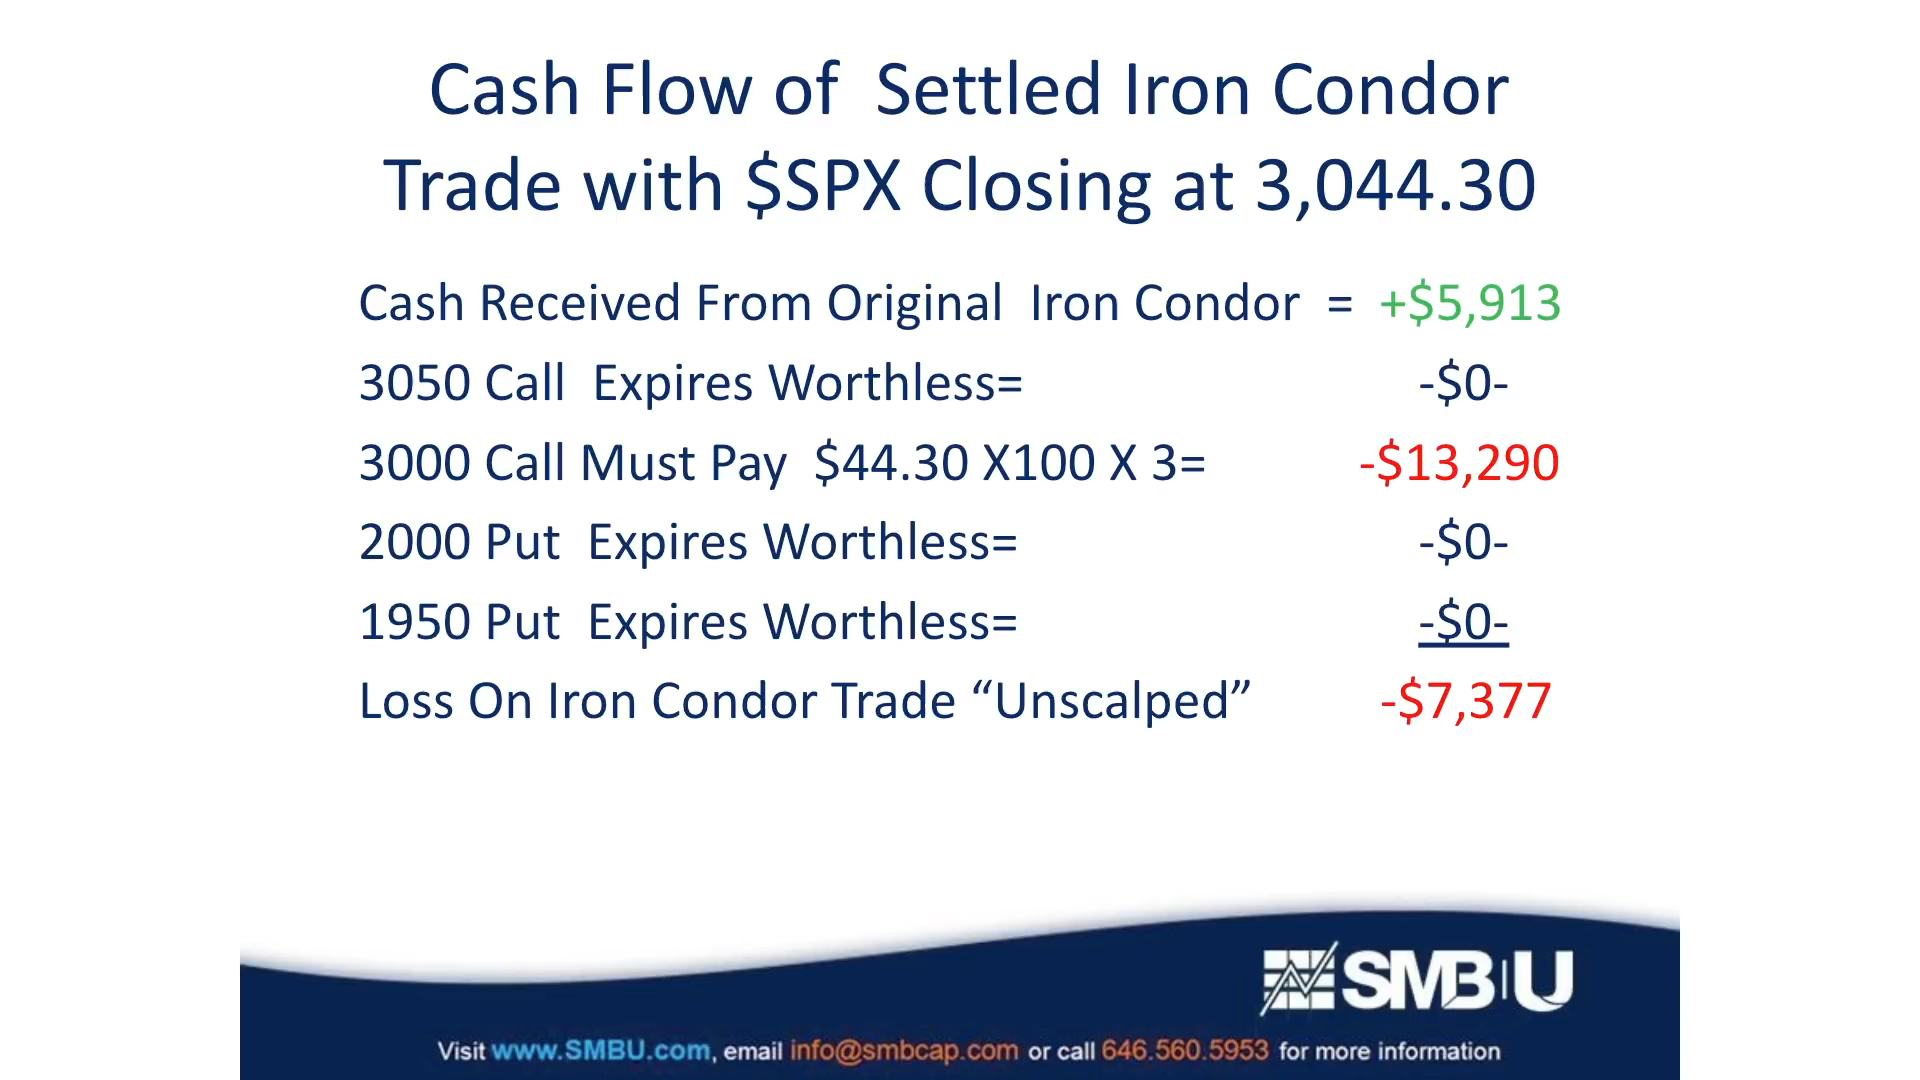 Cash Flow of Settled Iron Condor
Trade with $SPX Closing at 3,044.30
Cash Received From Original Iron Condor = +$5,913
3050 Call Expires Worthless= -$0-
3000 Call Must Pay $44.30 X100 X 3= -$13,290
2000 Put Expires Worthless= -$0-
1950 Put Expires Worthless= -$0-
Loss On Iron Condor Trade “Unscalped” -$7,377
SMB U
Visit www.SMBU.com, email info@smbcap.com or call 646.560.5953 for more information